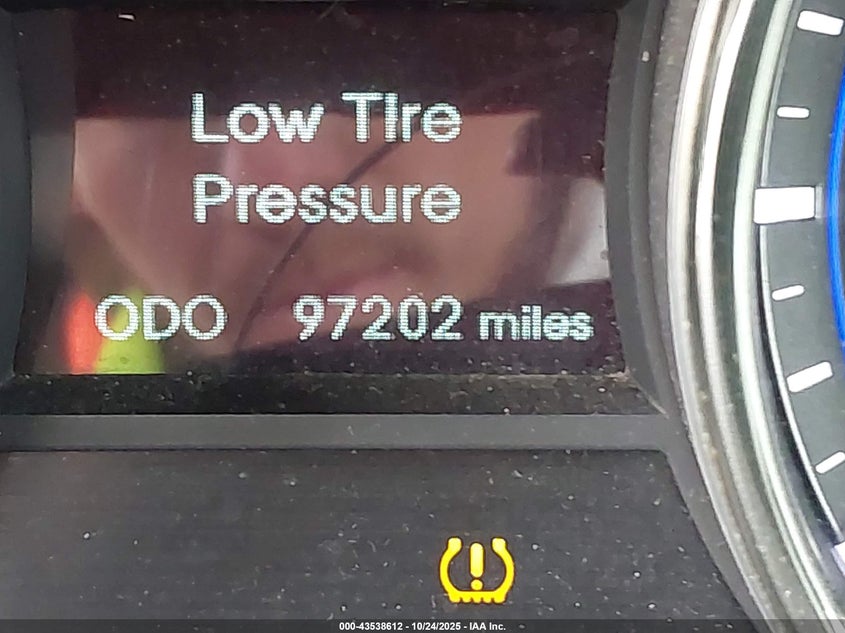 Low Tire
Pressure
ODO 97202 miles
000-43538612 - 10/24/2025 - IAA Inc.